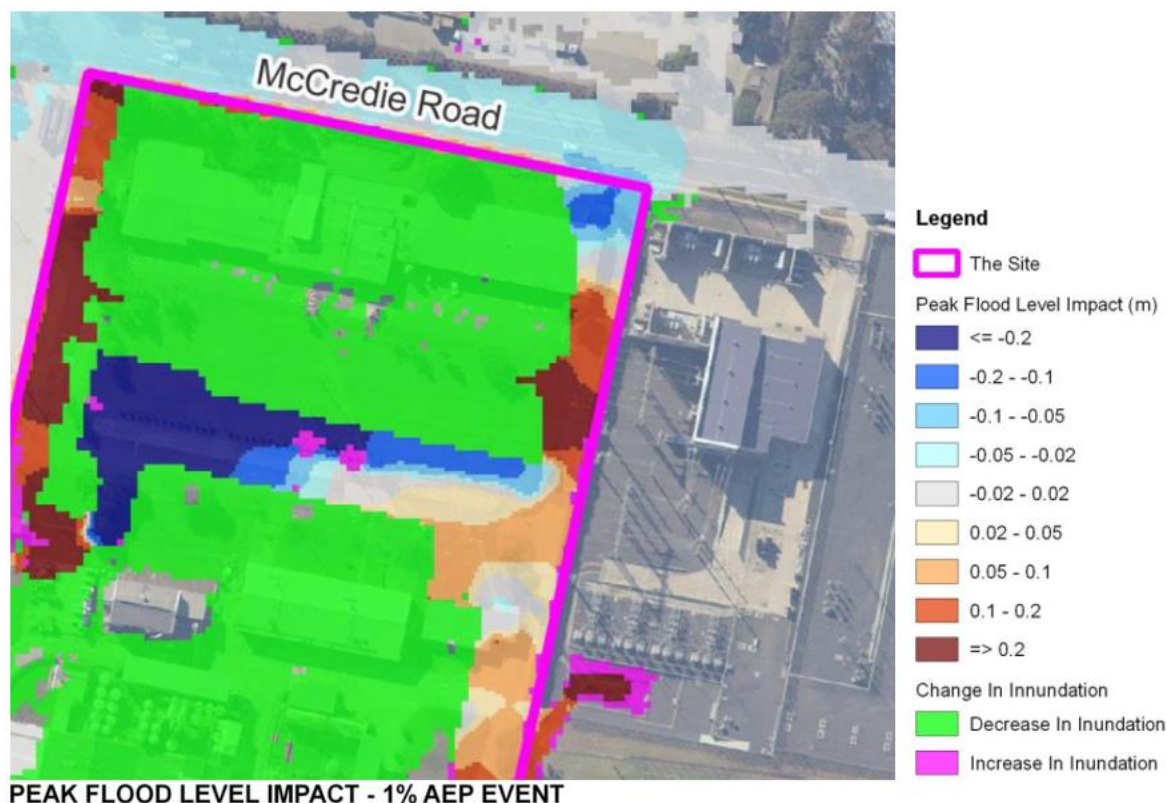 McCredie Road
Legend
The Site
Peak Flood Level Impact (m)
<= -0.2
-0.2 - -0.1
-0.1 - -0.05
-0.05 - -0.02
-0.02 - 0.02
0.02 - 0.05
0.05 - 0.1
0.1 - 0.2
=> 0.2
Change In Innundation
Decrease In Inundation
Increase In Inundation
PEAK FLOOD LEVEL IMPACT - 1% AEP EVENT